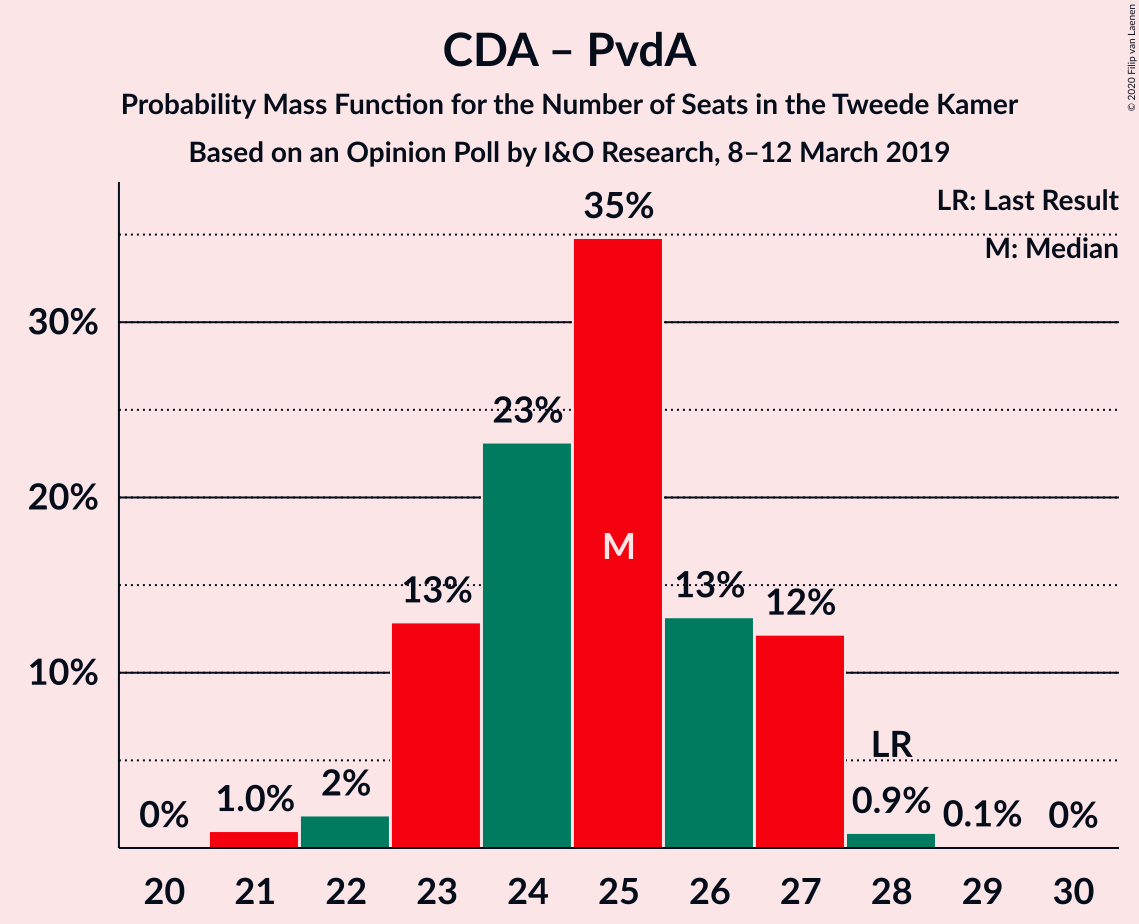 CDA – PvdA
Probability Mass Function for the Number of Seats in the Tweede Kamer
Based on an Opinion Poll by I&O Research, 8–12 March 2019
© 2020 Filip van Laenen
LR: Last Result
M: Median
30%
20%
10%
0%
1.0%
2%
13%
23%
35%
M
13%
12%
LR
0.9%
0.1%
0%
20 21 22 23 24 25 26 27 28 29 30